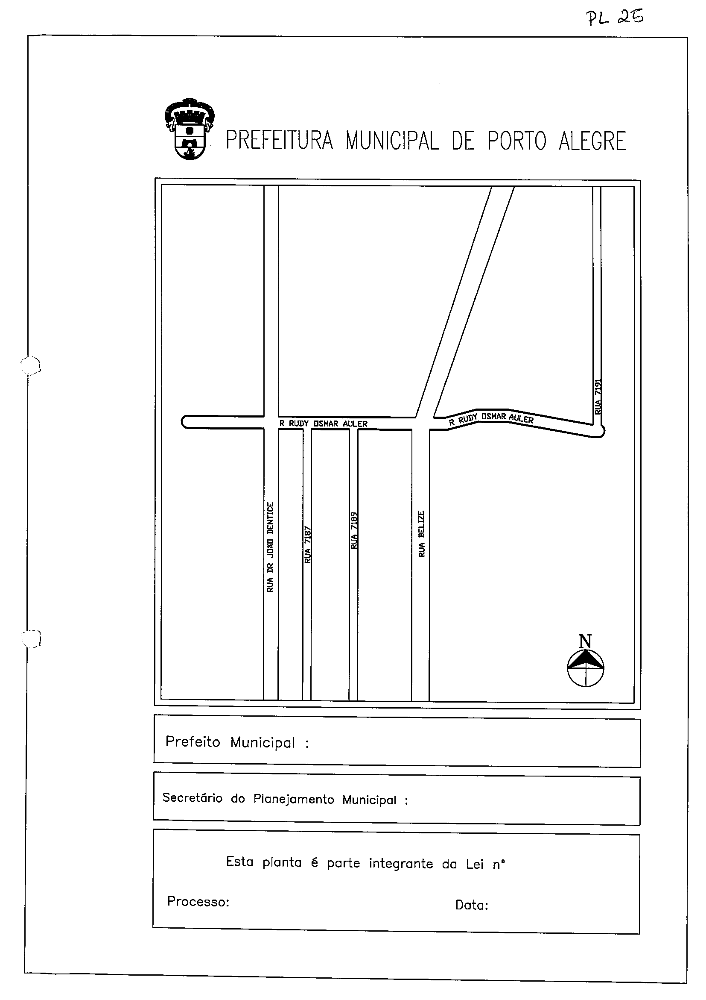 PL 25
PREFEITURA MUNICIPAL DE PORTO ALEGRE
RUA 7191
R RUDY OSMAR AULER
R RUDY OSMAR AULER
RUA DR JOÃO DENTICE
RUA 7187
RUA 7189
RUA BELIZE
N
Prefeito Municipal :
Secretário do Planejamento Municipal :
Esta planta é parte integrante da Lei nº
Processo:
Data: